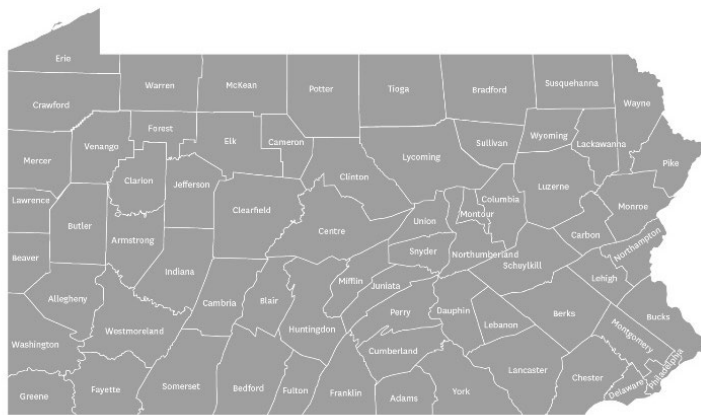 Erie
Warren
McKean
Potter
Tioga
Bradford
Susquehanna
Wayne
Crawford
Forest
Elk
Cameron
Sullivan
Wyoming
Lackawanna
Venango
Mercer
Clarion
Jefferson
Clinton
Lycoming
Pike
Luzerne
Columbia
Montour
Monroe
Lawrence
Butler
Clearfield
Centre
Union
Carbon
Northampton
Armstrong
Beaver
Indiana
Snyder
Northumberland
Schuylkill
Lehigh
Allegheny
Cambria
Blair
Mifflin
Juniata
Perry
Dauphin
Lebanon
Berks
Bucks
Montgomery
Westmoreland
Huntingdon
Washington
Cumberland
Lancaster
Chester
Delaware
Philadelphia
Greene
Fayette
Somerset
Bedford
Fulton
Franklin
Adams
York